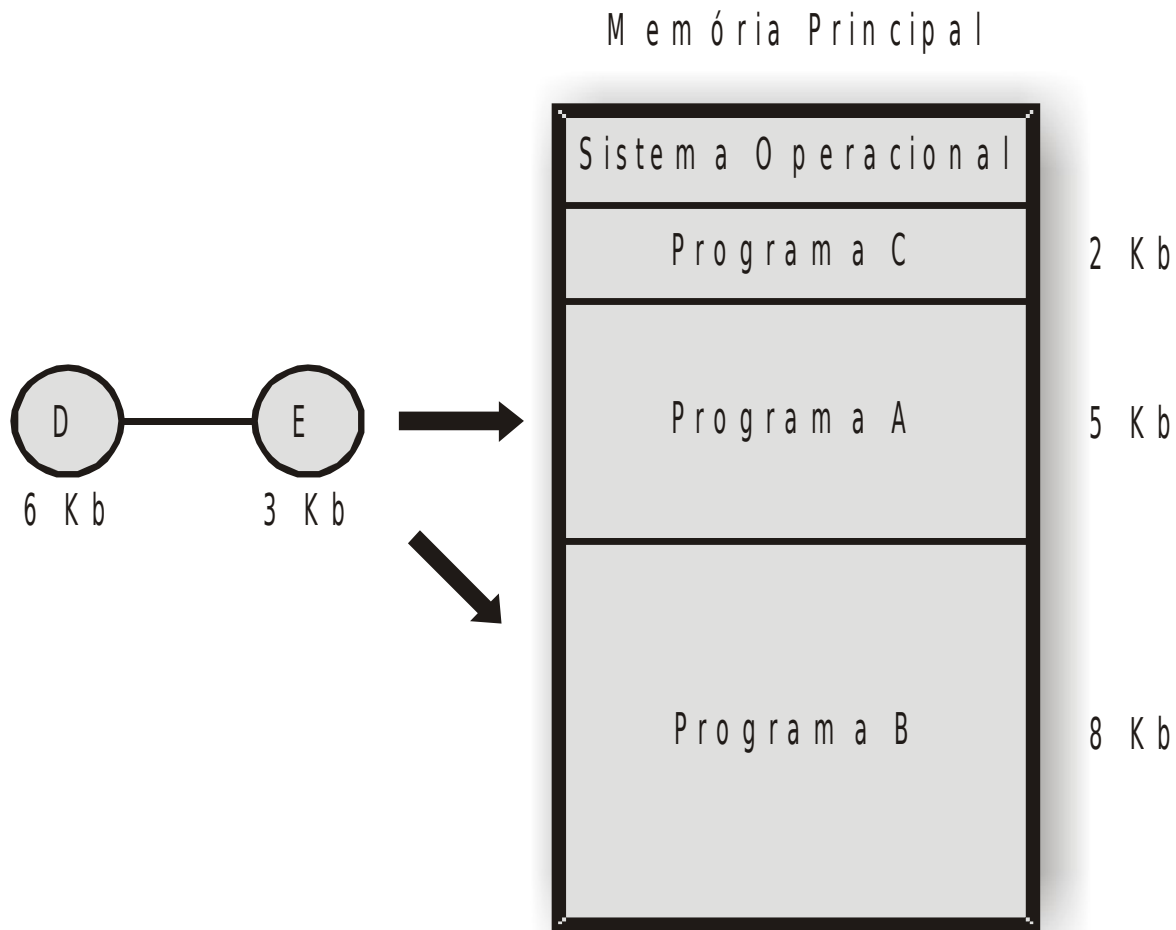 Memória Principal
Sistema Operacional
Programa C
2 Kb
Programa A
5 Kb
D
E
6 Kb
3 Kb
Programa B
8 Kb